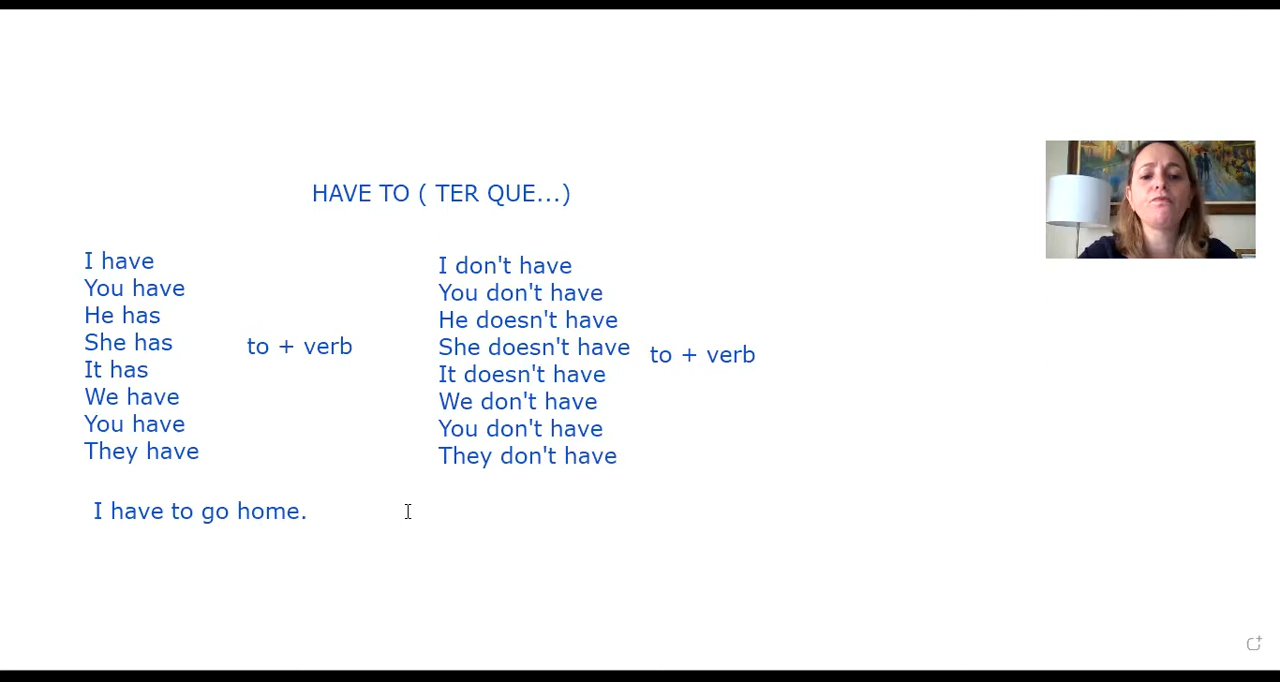 HAVE TO ( TER QUE...)
I have
You have
He has
She has
It has
We have
You have
They have
to + verb
I don't have
You don't have
He doesn't have
She doesn't have
It doesn't have
We don't have
You don't have
They don't have
to + verb
I have to go home.